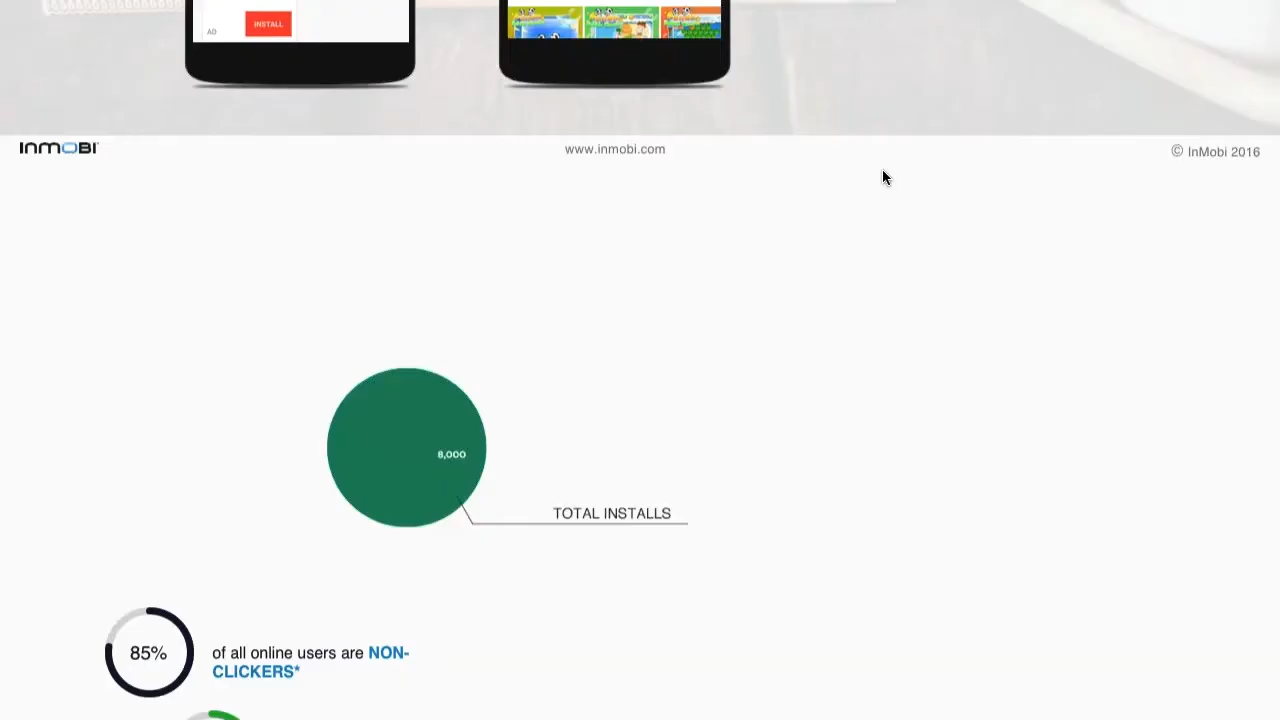 AD
INSTALL
INMOBI
www.inmobi.com
© InMobi 2016
8,000
TOTAL INSTALLS
85%
of all online users are NON-
CLICKERS*